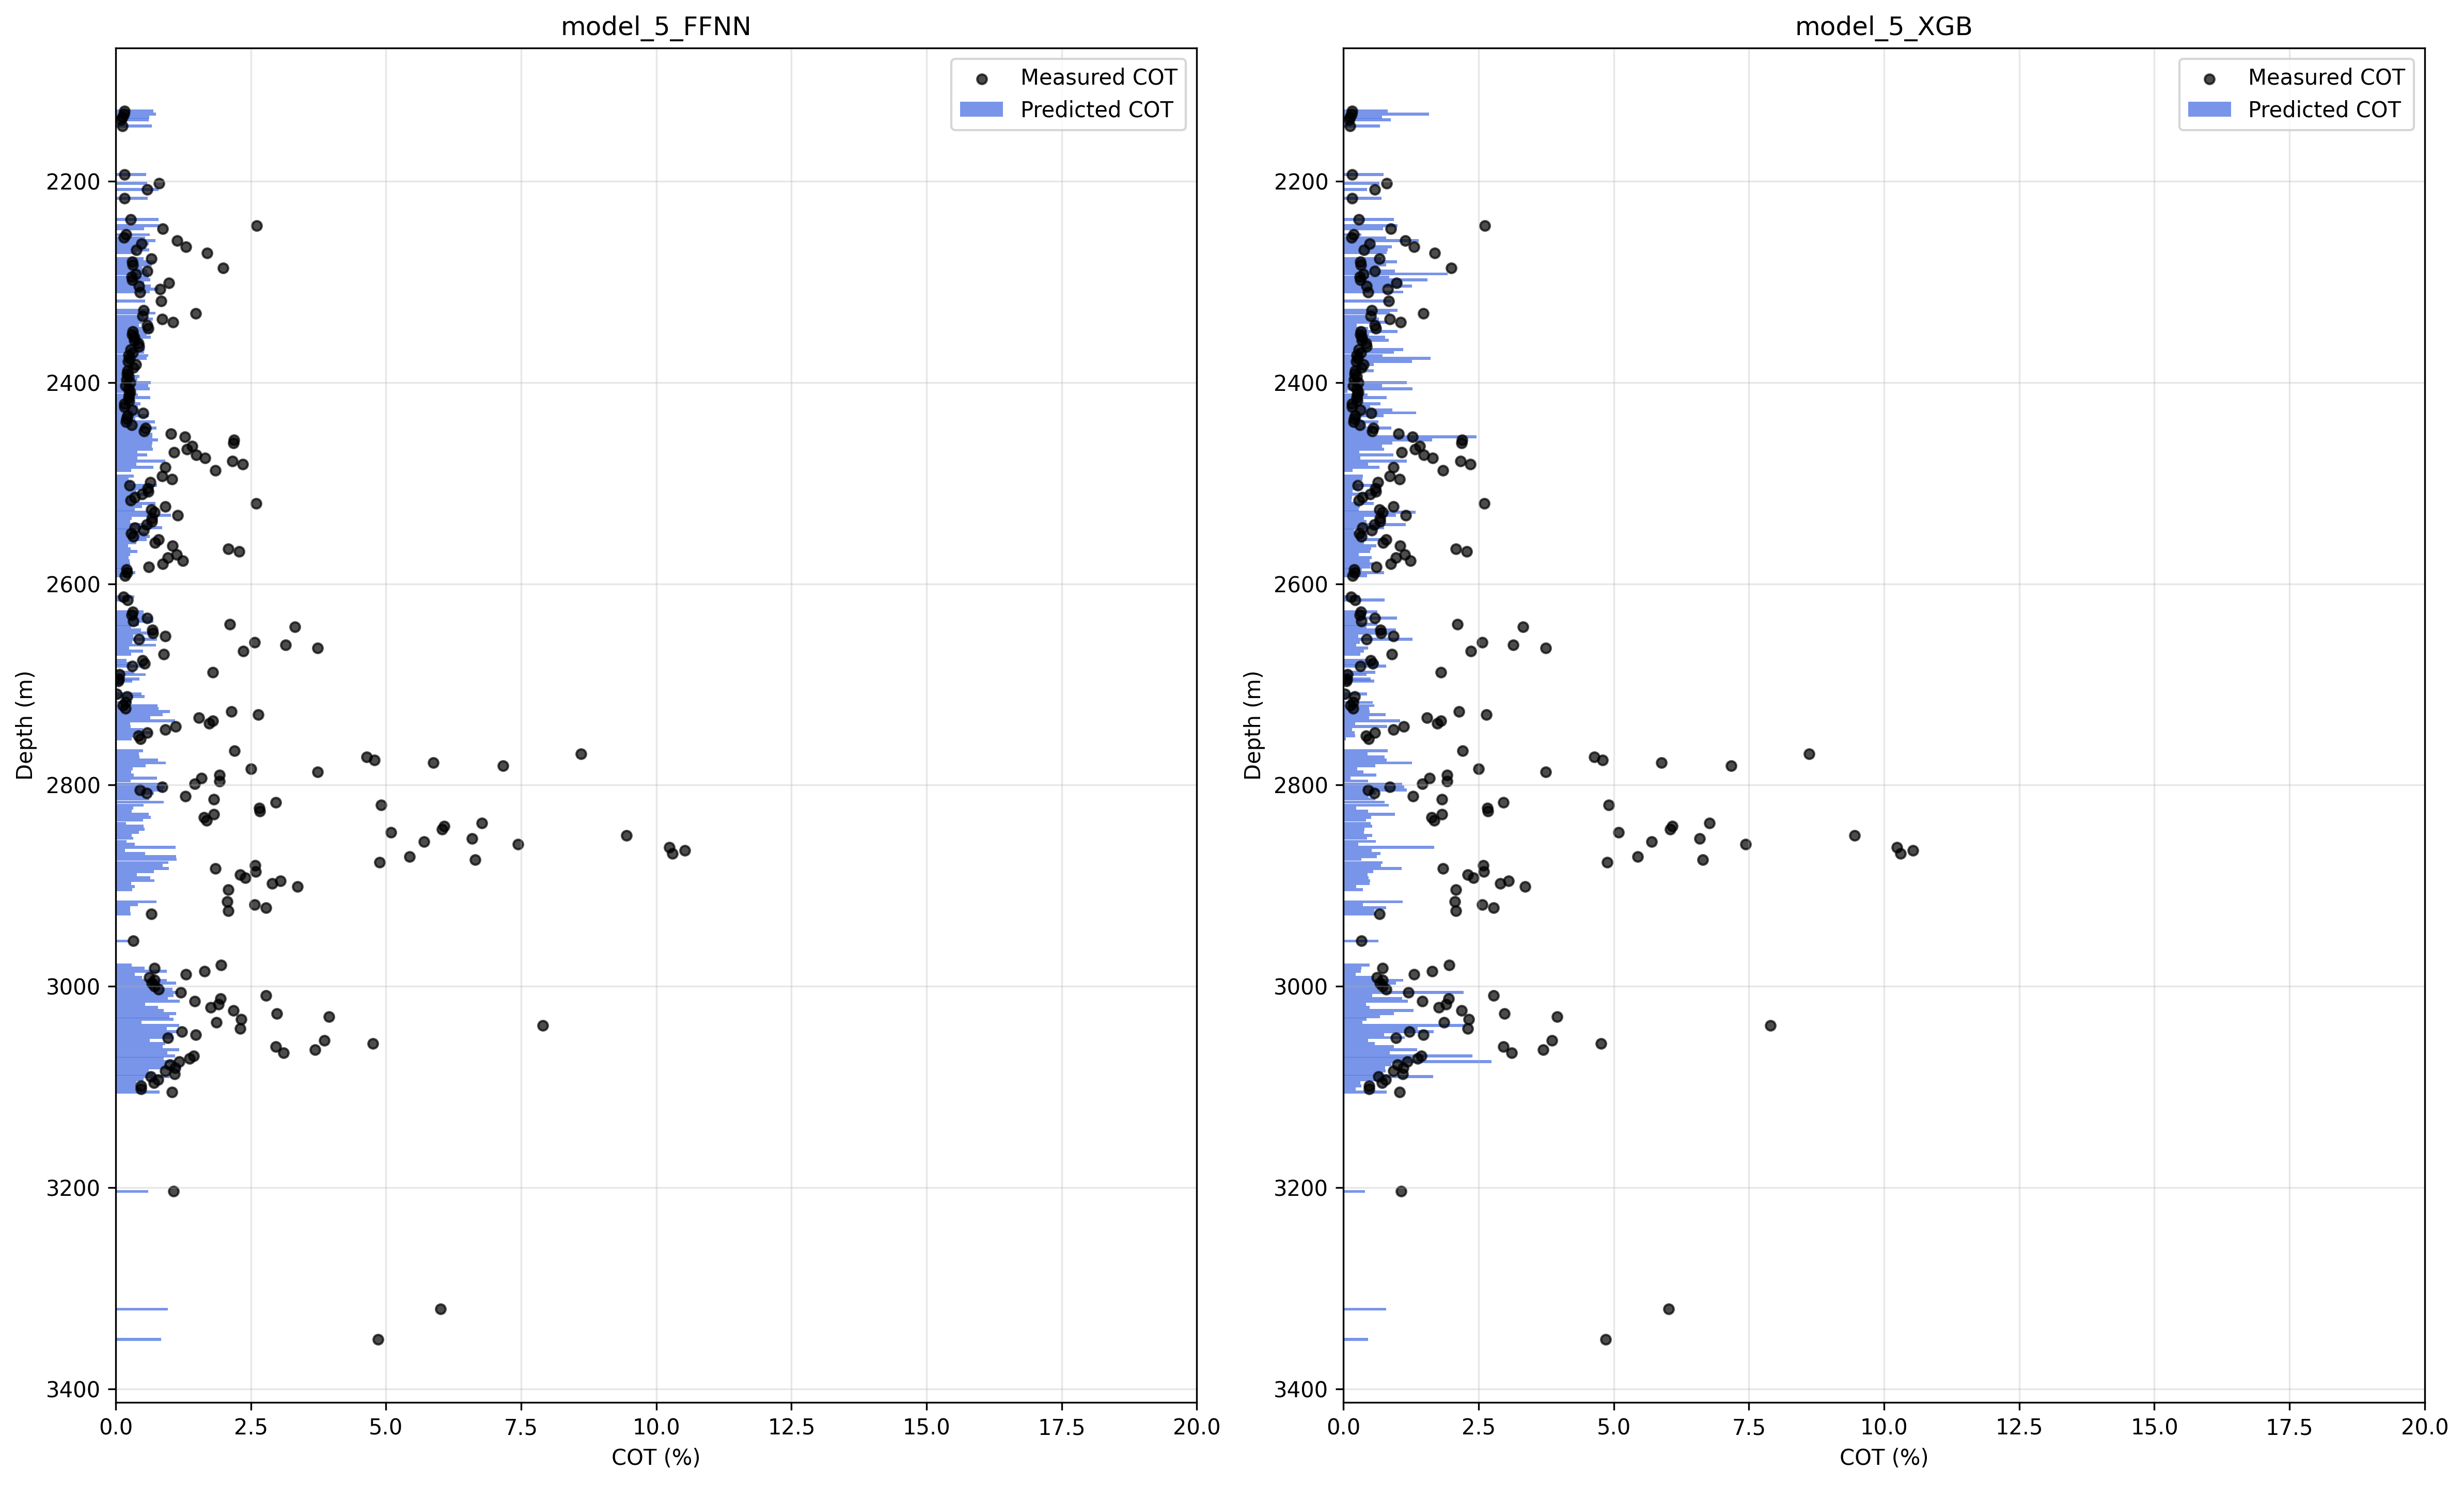 model_5_FFNN
Measured COT
Predicted COT
Depth (m)
2200
2400
2600
2800
3000
3200
3400
0.0 2.5 5.0 7.5 10.0 12.5 15.0 17.5 20.0
COT (%)
model_5_XGB
Measured COT
Predicted COT
Depth (m)
2200
2400
2600
2800
3000
3200
3400
0.0 2.5 5.0 7.5 10.0 12.5 15.0 17.5 20.0
COT (%)